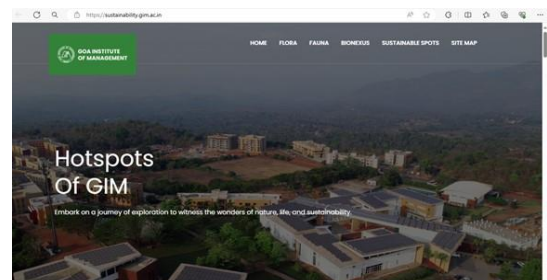 https://sustainability.gim.ac.in
GOA INSTITUTE
OF MANAGEMENT
HOME FLORA FAUNA BIONEXUS SUSTAINABLE SPOTS SITE MAP
Hotspots
Of GIM
Embark on a journey of exploration to witness the wonders of nature, life, and sustainability.